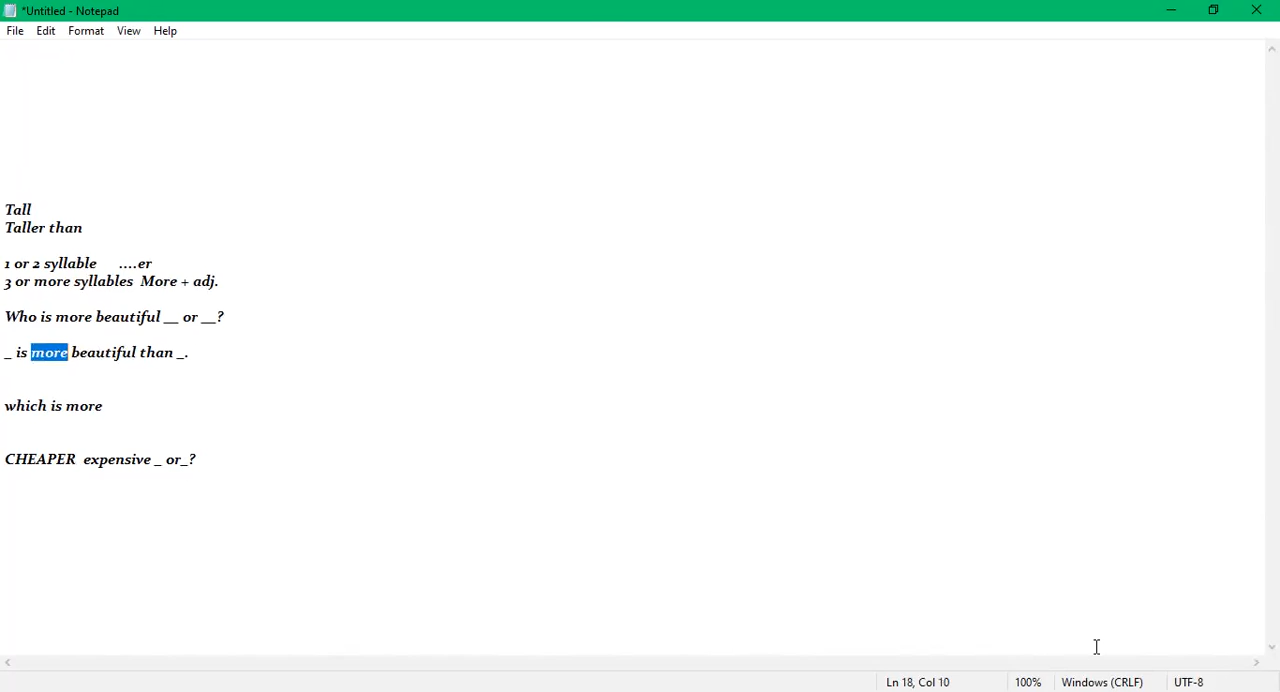 *Untitled - Notepad
File Edit Format View Help
Tall
Taller than
1 or 2 syllable ....er
3 or more syllables More + adj.
Who is more beautiful __ or __?
_ is more beautiful than _.
which is more
CHEAPER expensive _ or_?
Ln 18, Col 10 100% Windows (CRLF) UTF-8